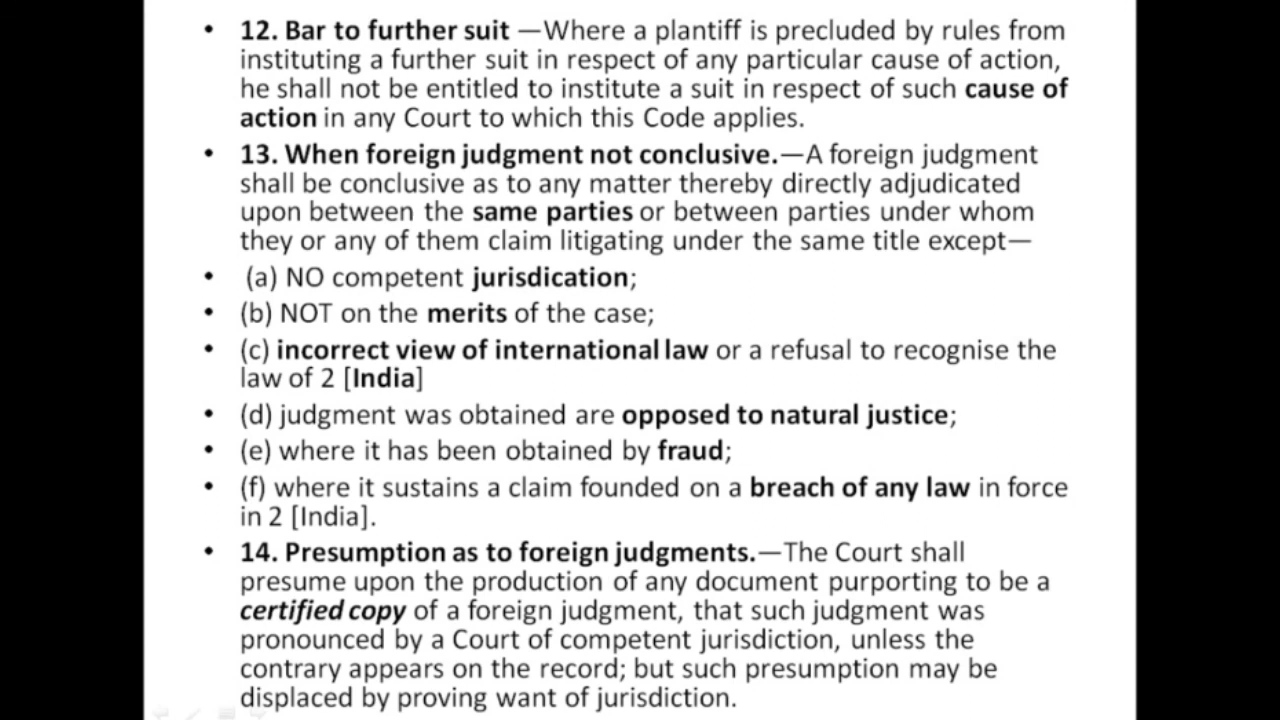 • 12. Bar to further suit —Where a plantiff is precluded by rules from
instituting a further suit in respect of any particular cause of action,
he shall not be entitled to institute a suit in respect of such cause of
action in any Court to which this Code applies.
• 13. When foreign judgment not conclusive.—A foreign judgment
shall be conclusive as to any matter thereby directly adjudicated
upon between the same parties or between parties under whom
they or any of them claim litigating under the same title except—
• (a) NO competent jurisdication;
• (b) NOT on the merits of the case;
• (c) incorrect view of international law or a refusal to recognise the
law of 2 [India]
• (d) judgment was obtained are opposed to natural justice;
• (e) where it has been obtained by fraud;
• (f) where it sustains a claim founded on a breach of any law in force
in 2 [India].
• 14. Presumption as to foreign judgments.—The Court shall
presume upon the production of any document purporting to be a
certified copy of a foreign judgment, that such judgment was
pronounced by a Court of competent jurisdiction, unless the
contrary appears on the record; but such presumption may be
displaced by proving want of jurisdiction.